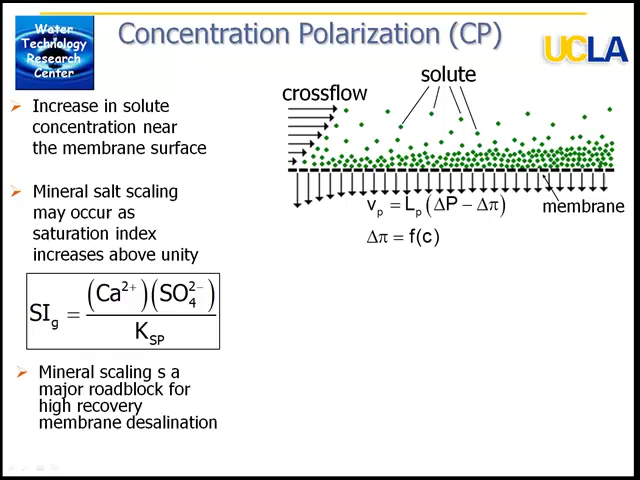 Water
Technology
Research
Center
Concentration Polarization (CP)
UCLA
Increase in solute
concentration near
the membrane surface
Mineral salt scaling
may occur as
saturation index
increases above unity
SIg = (Ca2+)(SO42−) / KSP
Mineral scaling s a
major roadblock for
high recovery
membrane desalination
solute
crossflow
membrane
vp = Lp (ΔP − Δπ)
Δπ = f(c)